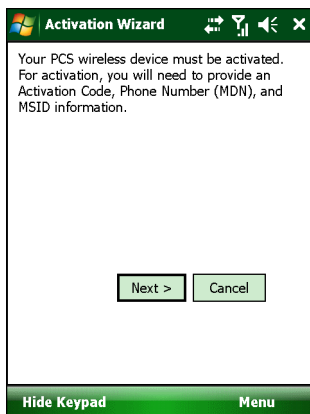 Activation Wizard
Your PCS wireless device must be activated.
For activation, you will need to provide an
Activation Code, Phone Number (MDN), and
MSID information.
Next > Cancel
Hide Keypad Menu